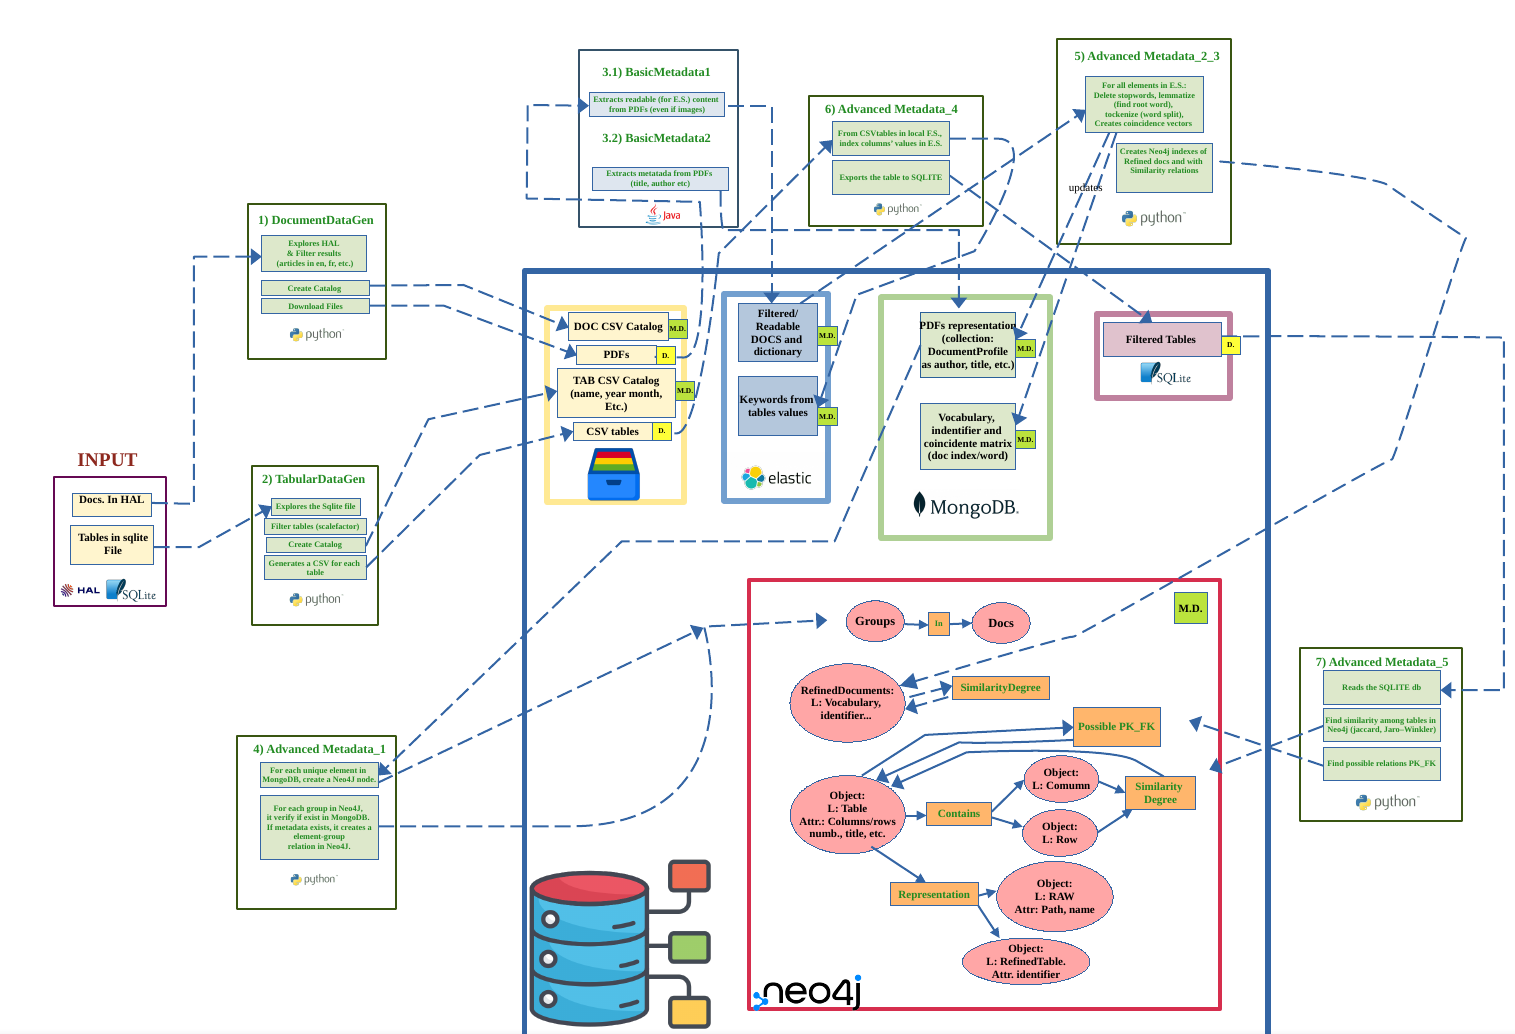 INPUT
Docs. In HAL
Tables in sqlite
File
HAL
SQLite
1) DocumentDataGen
Explores HAL
& Filter results
(articles in en, fr, etc.)
Create Catalog
Download Files
python™
2) TabularDataGen
Explores the Sqlite file
Filter tables (scalefactor)
Create Catalog
Generates a CSV for each
table
python™
3.1) BasicMetadata1
Extracts readable (for E.S.) content
from PDFs (even if images)
3.2) BasicMetadata2
Extracts metatada from PDFs
(title, author etc)
Java
6) Advanced Metadata_4
From CSVtables in local F.S.,
index columns' values in E.S.
Exports the table to SQLITE
python™
5) Advanced Metadata_2_3
For all elements in E.S.:
Delete stopwords, lemmatize
(find root word),
tockenize (word split),
Creates coincidence vectors
Creates Neo4j indexes of
Refined docs and with
Similarity relations
updates
python™
DOC CSV Catalog
M.D.
PDFs
D.
TAB CSV Catalog
(name, year month,
Etc.)
M.D.
CSV tables
D.
Filtered/
Readable
DOCS and
dictionary
M.D.
Keywords from
tables values
M.D.
elastic
PDFs representation
(collection:
DocumentProfile
as author, title, etc.)
M.D.
Vocabulary,
indentifier and
coincidente matrix
(doc index/word)
M.D.
MongoDB.
Filtered Tables
D.
SQLite
4) Advanced Metadata_1
For each unique element in
MongoDB, create a Neo4J node.
For each group in Neo4J,
it verify if exist in MongoDB.
If metadata exists, it creates a
element-group
relation in Neo4J.
python™
M.D.
Groups
In
Docs
RefinedDocuments:
L: Vocabulary,
identifier...
SimilarityDegree
Possible PK_FK
Object:
L: Table
Attr.: Columns/rows
numb., title, etc.
Contains
Object:
L: Comumn
Object:
L: Row
Similarity
Degree
Representation
Object:
L: RAW
Attr: Path, name
Object:
L: RefinedTable.
Attr. identifier
neo4j
7) Advanced Metadata_5
Reads the SQLITE db
Find similarity among tables in
Neo4j (jaccard, Jaro–Winkler)
Find possible relations PK_FK
python™